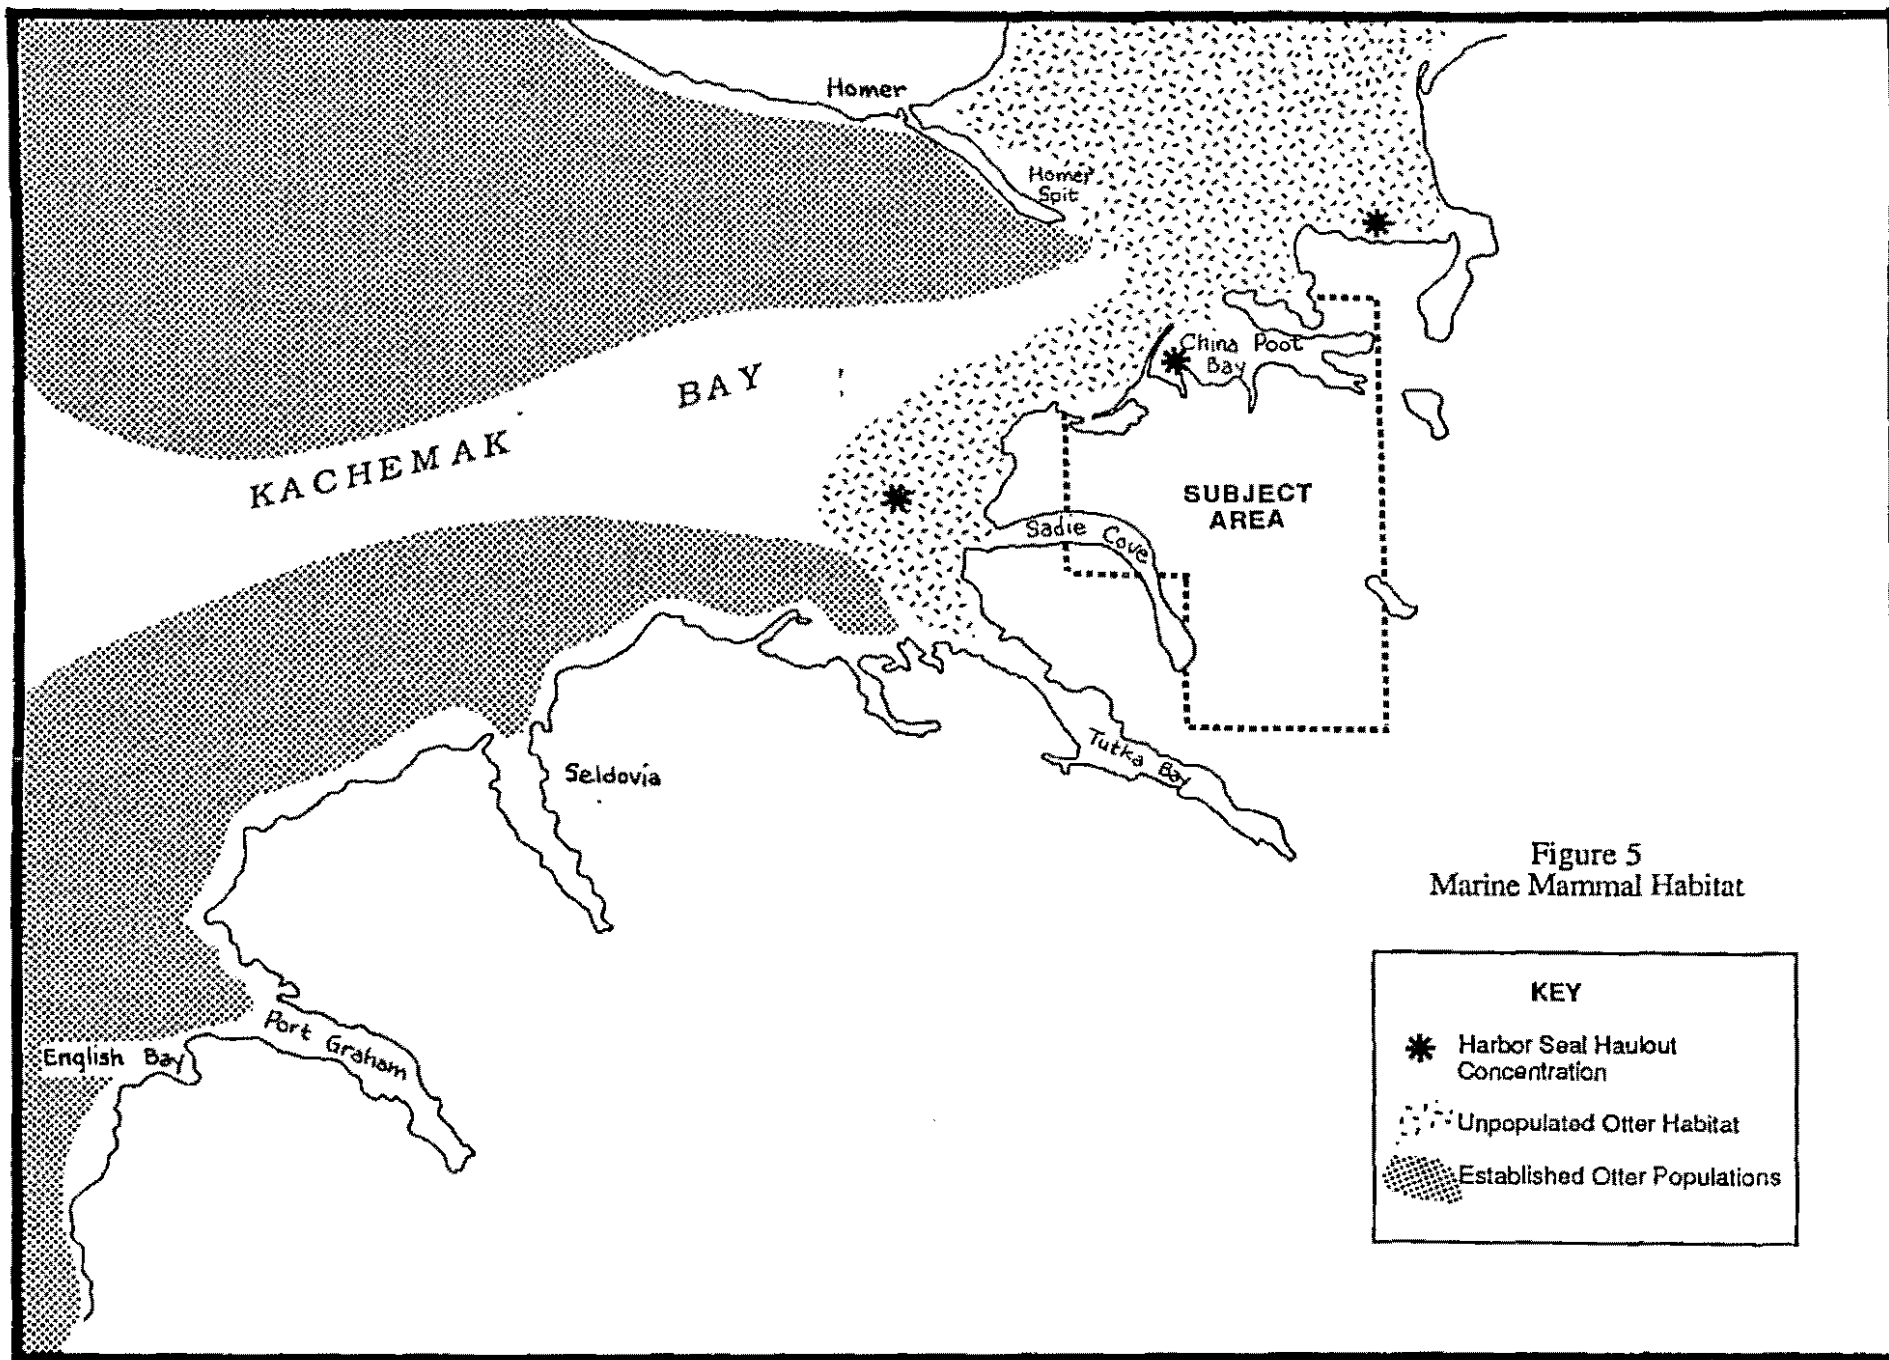 Homer
Homer
Spit
China Poot
Bay
KACHEMAK BAY
SUBJECT
AREA
Sadie Cove
Tutka Bay
Seldovia
Port Graham
English Bay
Figure 5
Marine Mammal Habitat
KEY
Harbor Seal Haulout
Concentration
Unpopulated Otter Habitat
Established Otter Populations